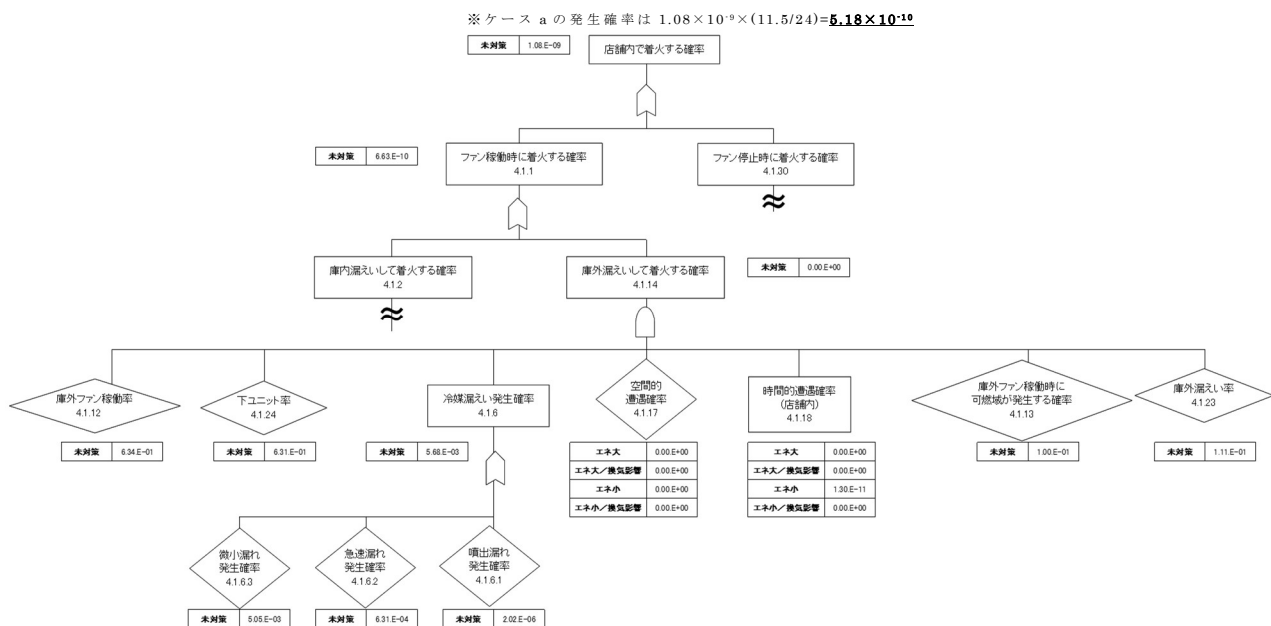 ※ケース a の発生確率は 1.08×10⁻⁹×(11.5/24)=5.18×10⁻¹⁰
未対策 1.08.E-09
店舗内で着火する確率
未対策 6.63.E-10
ファン稼働時に着火する確率
4.1.1
ファン停止時に着火する確率
4.1.30
≈
庫内漏えいして着火する確率
4.1.2
≈
庫外漏えいして着火する確率
4.1.14
未対策 0.00.E+00
庫外ファン稼働率
4.1.12
未対策 6.34.E-01
下ユニット率
4.1.24
未対策 6.31.E-01
冷媒漏えい発生確率
4.1.6
未対策 5.68.E-03
空間的
遭遇確率
4.1.17
エネ大 0.00.E+00
エネ大／換気影響 0.00.E+00
エネ小 0.00.E+00
エネ小／換気影響 0.00.E+00
時間的遭遇確率
(店舗内)
4.1.18
エネ大 0.00.E+00
エネ大／換気影響 0.00.E+00
エネ小 1.30.E-11
エネ小／換気影響 0.00.E+00
庫外ファン稼働時に
可燃域が発生する確率
4.1.13
未対策 1.00.E-01
庫外漏えい率
4.1.23
未対策 1.11.E-01
微小漏れ
発生確率
4.1.6.3
未対策 5.05.E-03
急速漏れ
発生確率
4.1.6.2
未対策 6.31.E-04
噴出漏れ
発生確率
4.1.6.1
未対策 2.02.E-06